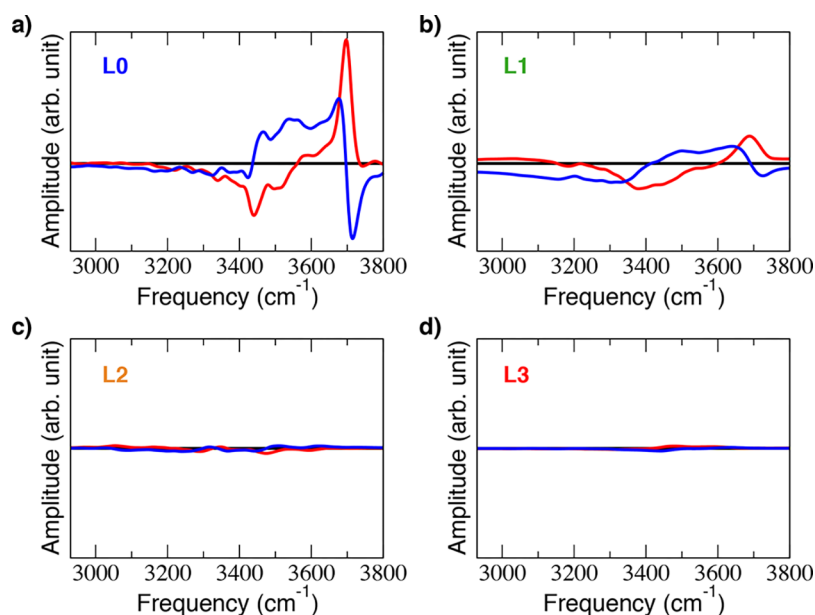 a)
b)
Amplitude (arb. unit)
L0
Amplitude (arb. unit)
L1
3000 3200 3400 3600 3800
3000 3200 3400 3600 3800
Frequency (cm-1)
Frequency (cm-1)
c)
d)
Amplitude (arb. unit)
L2
Amplitude (arb. unit)
L3
3000 3200 3400 3600 3800
3000 3200 3400 3600 3800
Frequency (cm-1)
Frequency (cm-1)